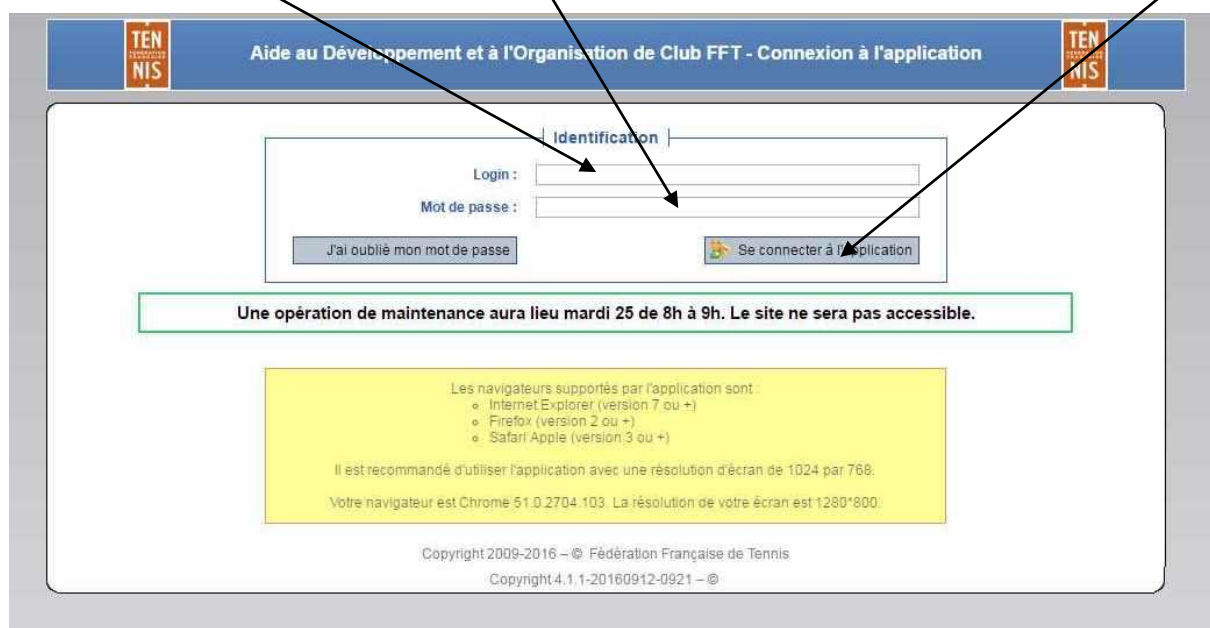 TEN
NIS
Aide au Développement et à l'Organisation de Club FFT - Connexion à l'application
TEN
NIS
Identification
Login :
Mot de passe :
J'ai oublié mon mot de passe
Se connecter à l'application
Une opération de maintenance aura lieu mardi 25 de 8h à 9h. Le site ne sera pas accessible.
Les navigateurs supportés par l'application sont :
Internet Explorer (version 7 ou +)
Firefox (version 2 ou +)
Safari Apple (version 3 ou +)
Il est recommandé d'utiliser l'application avec une résolution d'écran de 1024 par 768.
Votre navigateur est Chrome 51.0.2704.103. La résolution de votre écran est 1280*800.
Copyright 2009-2016 – © Fédération Française de Tennis
Copyright 4.1.1-20160912-0921 – ©